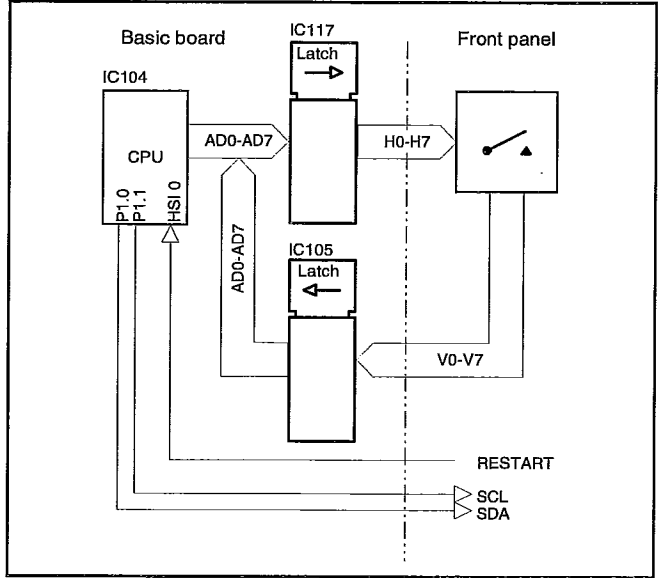 Basic board
IC117
Front panel
Latch
IC104
CPU
AD0-AD7
H0-H7
P1.0
P1.1
HSI 0
AD0-AD7
IC105
Latch
V0-V7
RESTART
SCL
SDA